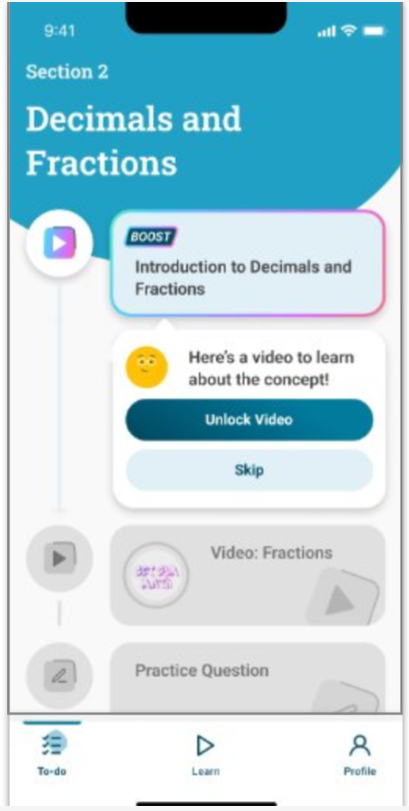 9:41
Section 2
Decimals and
Fractions
BOOST
Introduction to Decimals and
Fractions
Here's a video to learn
about the concept!
Unlock Video
Skip
Video: Fractions
Practice Question
To-do
Learn
Profile